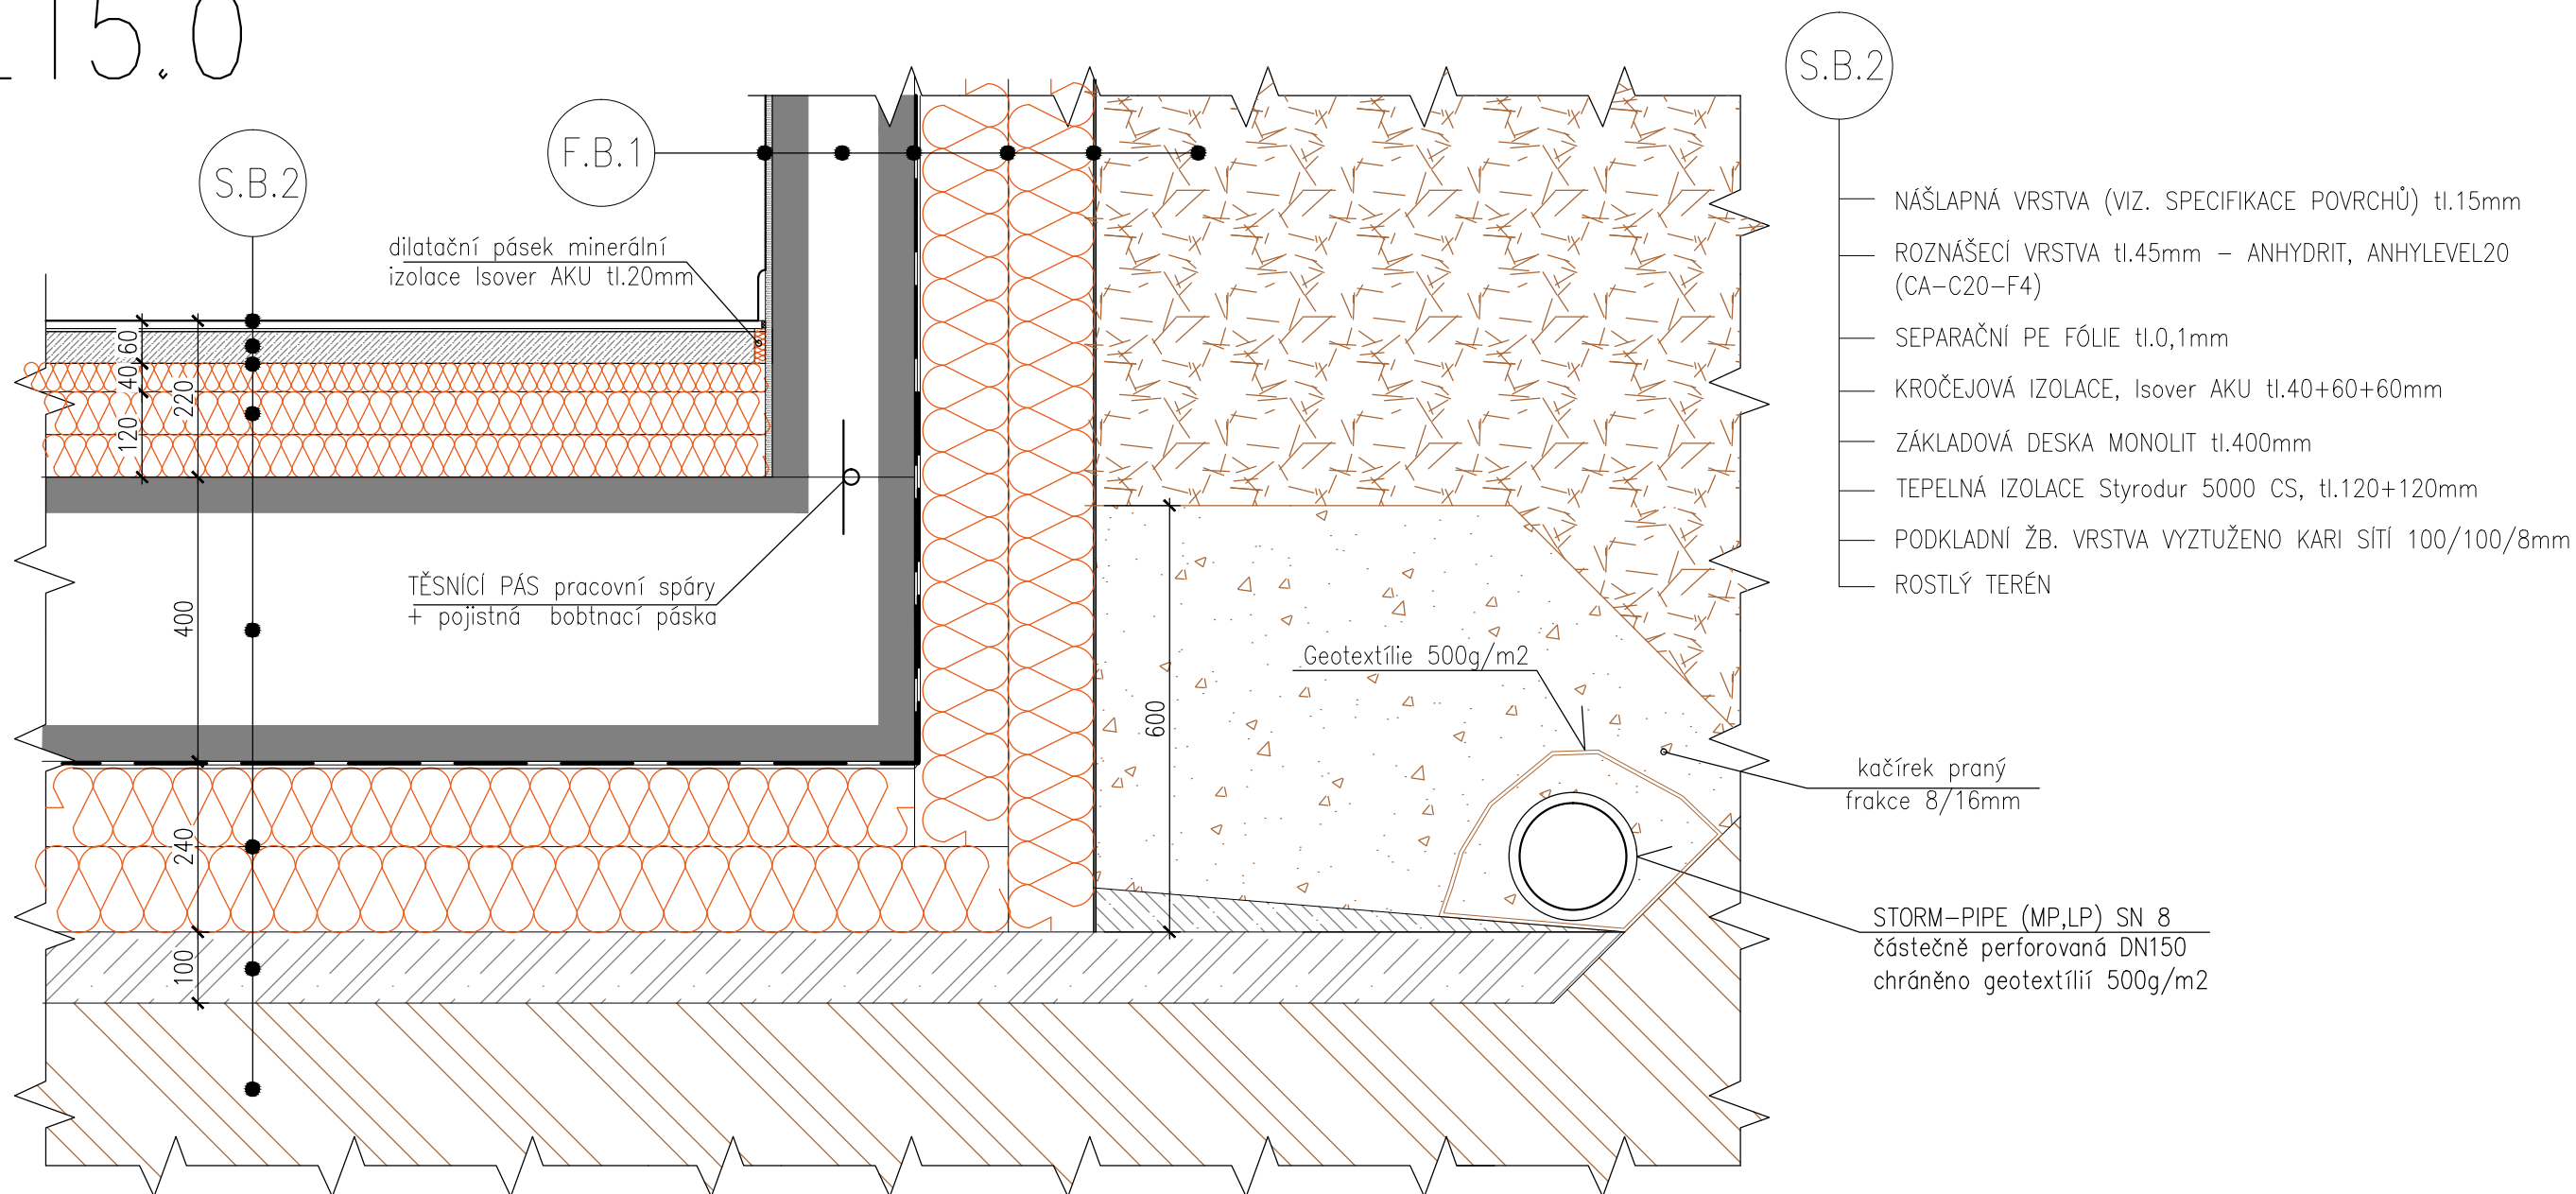 15.0
S.B.2
F.B.1
S.B.2
dilatační pásek minerální
izolace Isover AKU tl.20mm
60
40
120
220
TĚSNÍCÍ PÁS pracovní spáry
+ pojistná bobtnací páska
400
240
100
600
Geotextílie 500g/m2
NÁŠLAPNÁ VRSTVA (VIZ. SPECIFIKACE POVRCHŮ) tl.15mm
ROZNÁŠECÍ VRSTVA tl.45mm – ANHYDRIT, ANHYLEVEL20
(CA–C20–F4)
SEPARAČNÍ PE FÓLIE tl.0,1mm
KROČEJOVÁ IZOLACE, Isover AKU tl.40+60+60mm
ZÁKLADOVÁ DESKA MONOLIT tl.400mm
TEPELNÁ IZOLACE Styrodur 5000 CS, tl.120+120mm
PODKLADNÍ ŽB. VRSTVA VYZTUŽENO KARI SÍTÍ 100/100/8mm
ROSTLÝ TERÉN
kačírek praný
frakce 8/16mm
STORM–PIPE (MP,LP) SN 8
částečně perforovaná DN150
chráněno geotextílií 500g/m2